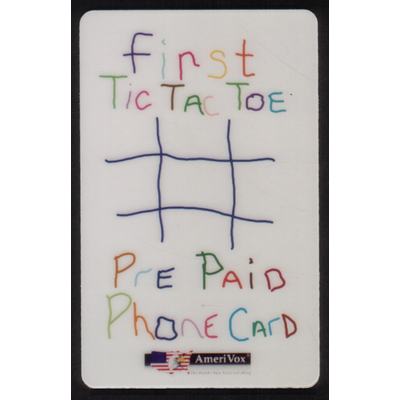 first
Tic Tac Toe
Pre Paid
Phone Card
AmeriVox